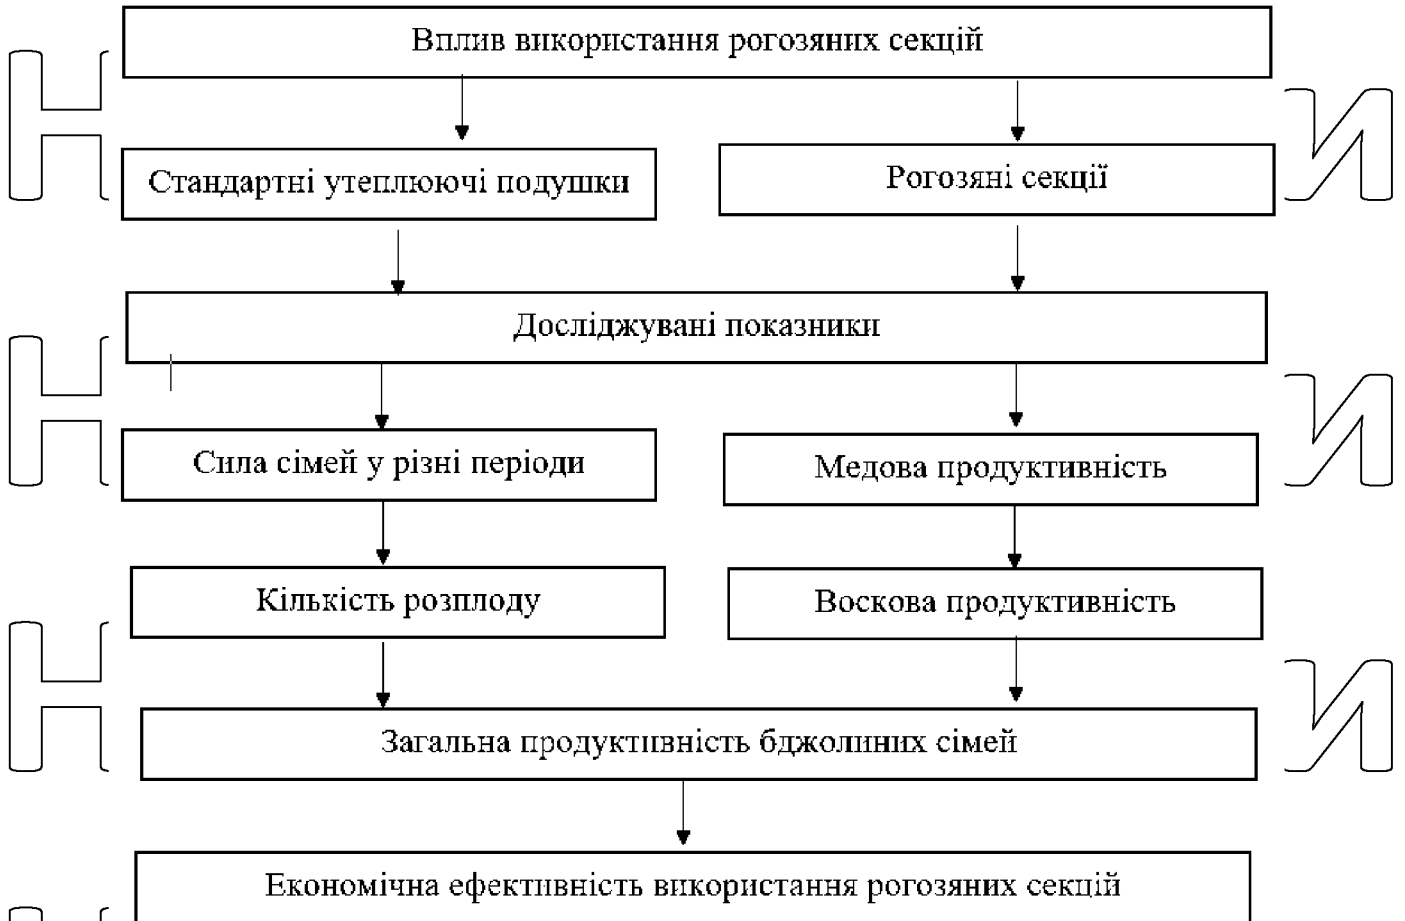 Вплив використання рогозяних секцій
Стандартні утеплюючі подушки
Рогозяні секції
Досліджувані показники
Сила сімей у різні періоди
Медова продуктивність
Кількість розплоду
Воскова продуктивність
Загальна продуктивність бджолиних сімей
Економічна ефективність використання рогозяних секцій